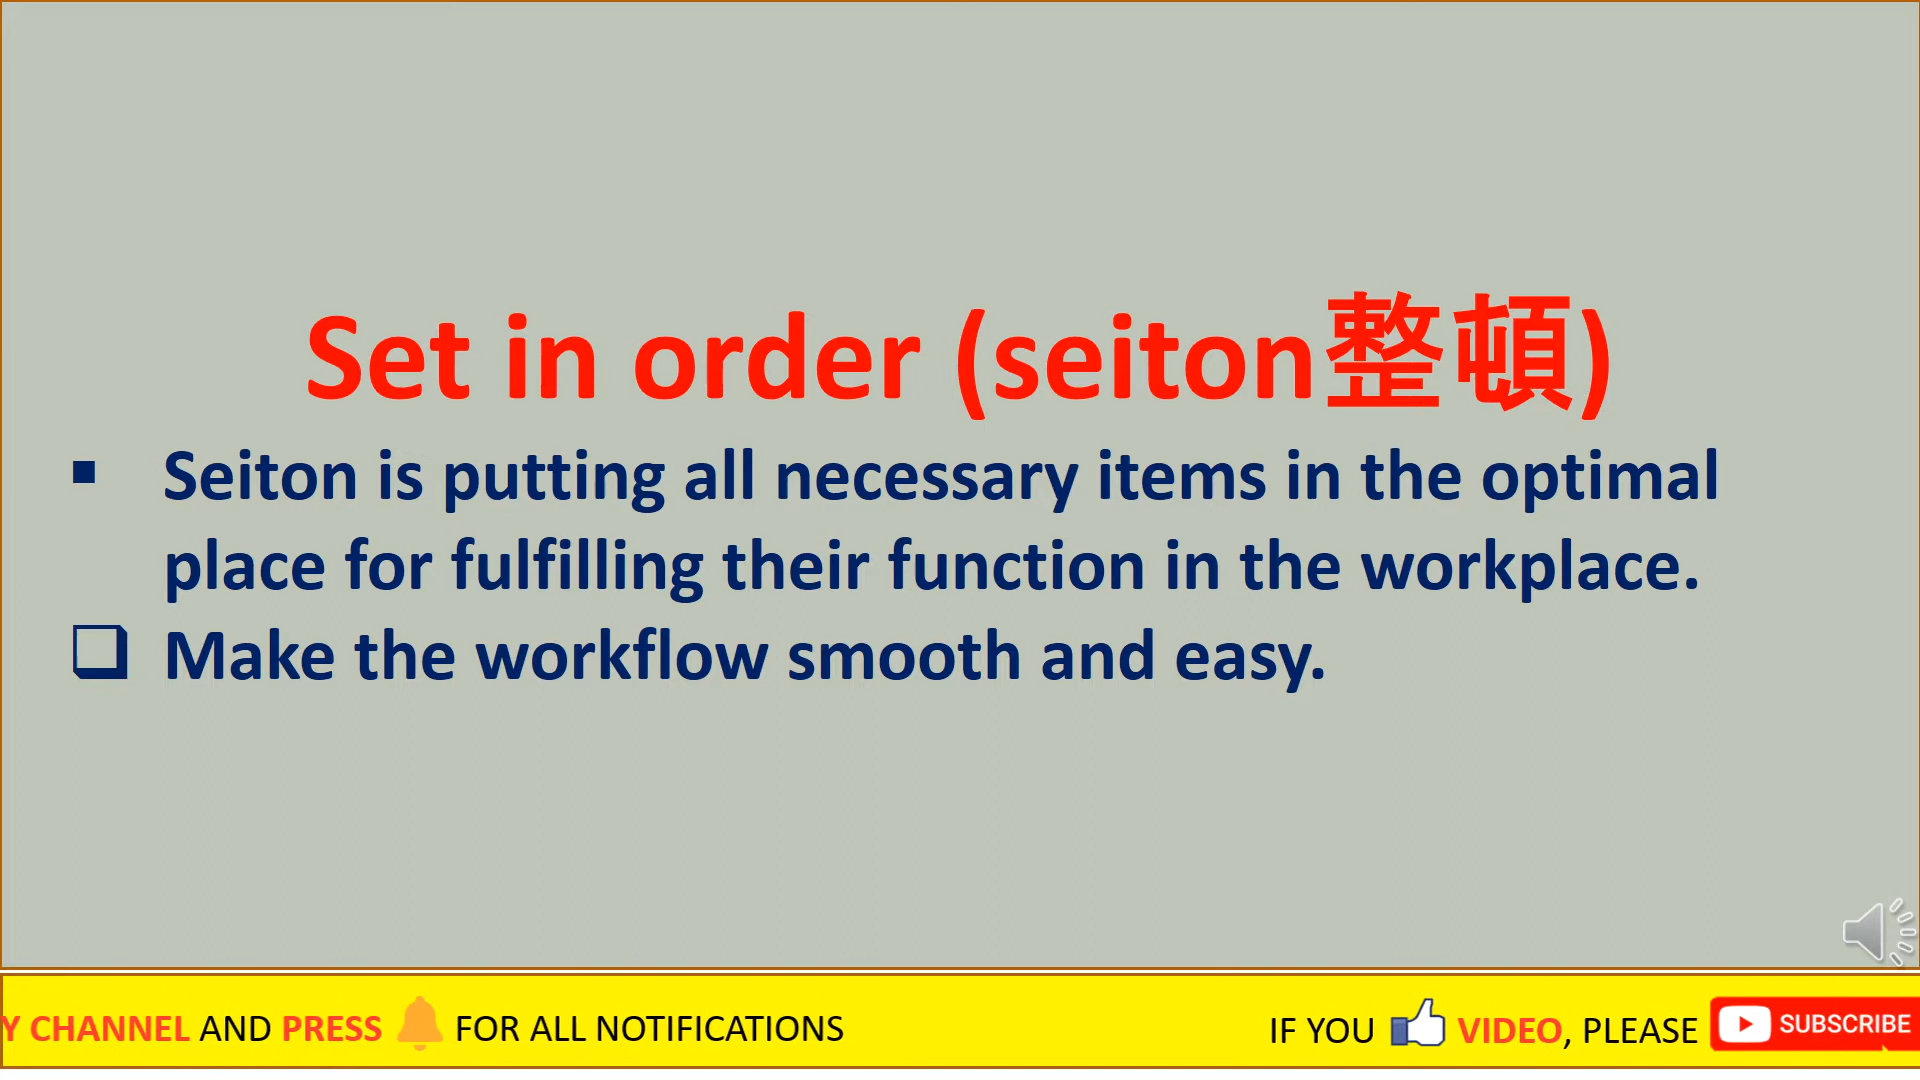 Set in order (seiton整頓)
▪ Seiton is putting all necessary items in the optimal
place for fulfilling their function in the workplace.
❑ Make the workflow smooth and easy.
Y CHANNEL AND PRESS FOR ALL NOTIFICATIONS IF YOU VIDEO, PLEASE SUBSCRIBE